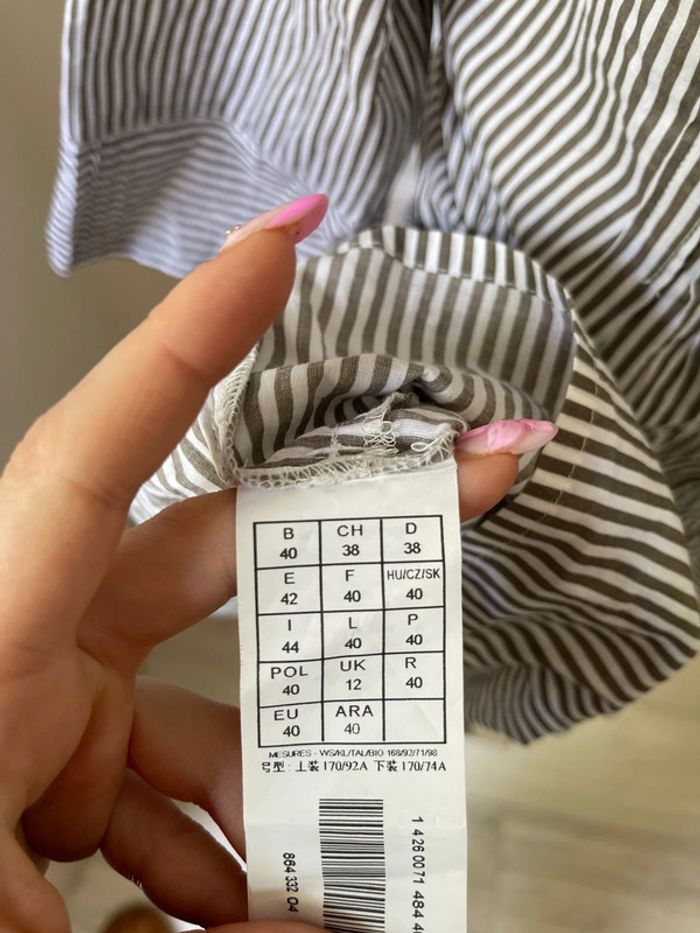 B CH D
40 38 38
E F HU/CZ/SK
42 40 40
I L P
44 40 40
POL UK R
40 12 40
EU ARA
40 40
MESURES - WS/KL/TAL/BIO 168/92/71/98
号型：上装 170/92A 下装 170/74A
864 332 04
1 426 0071 484 4